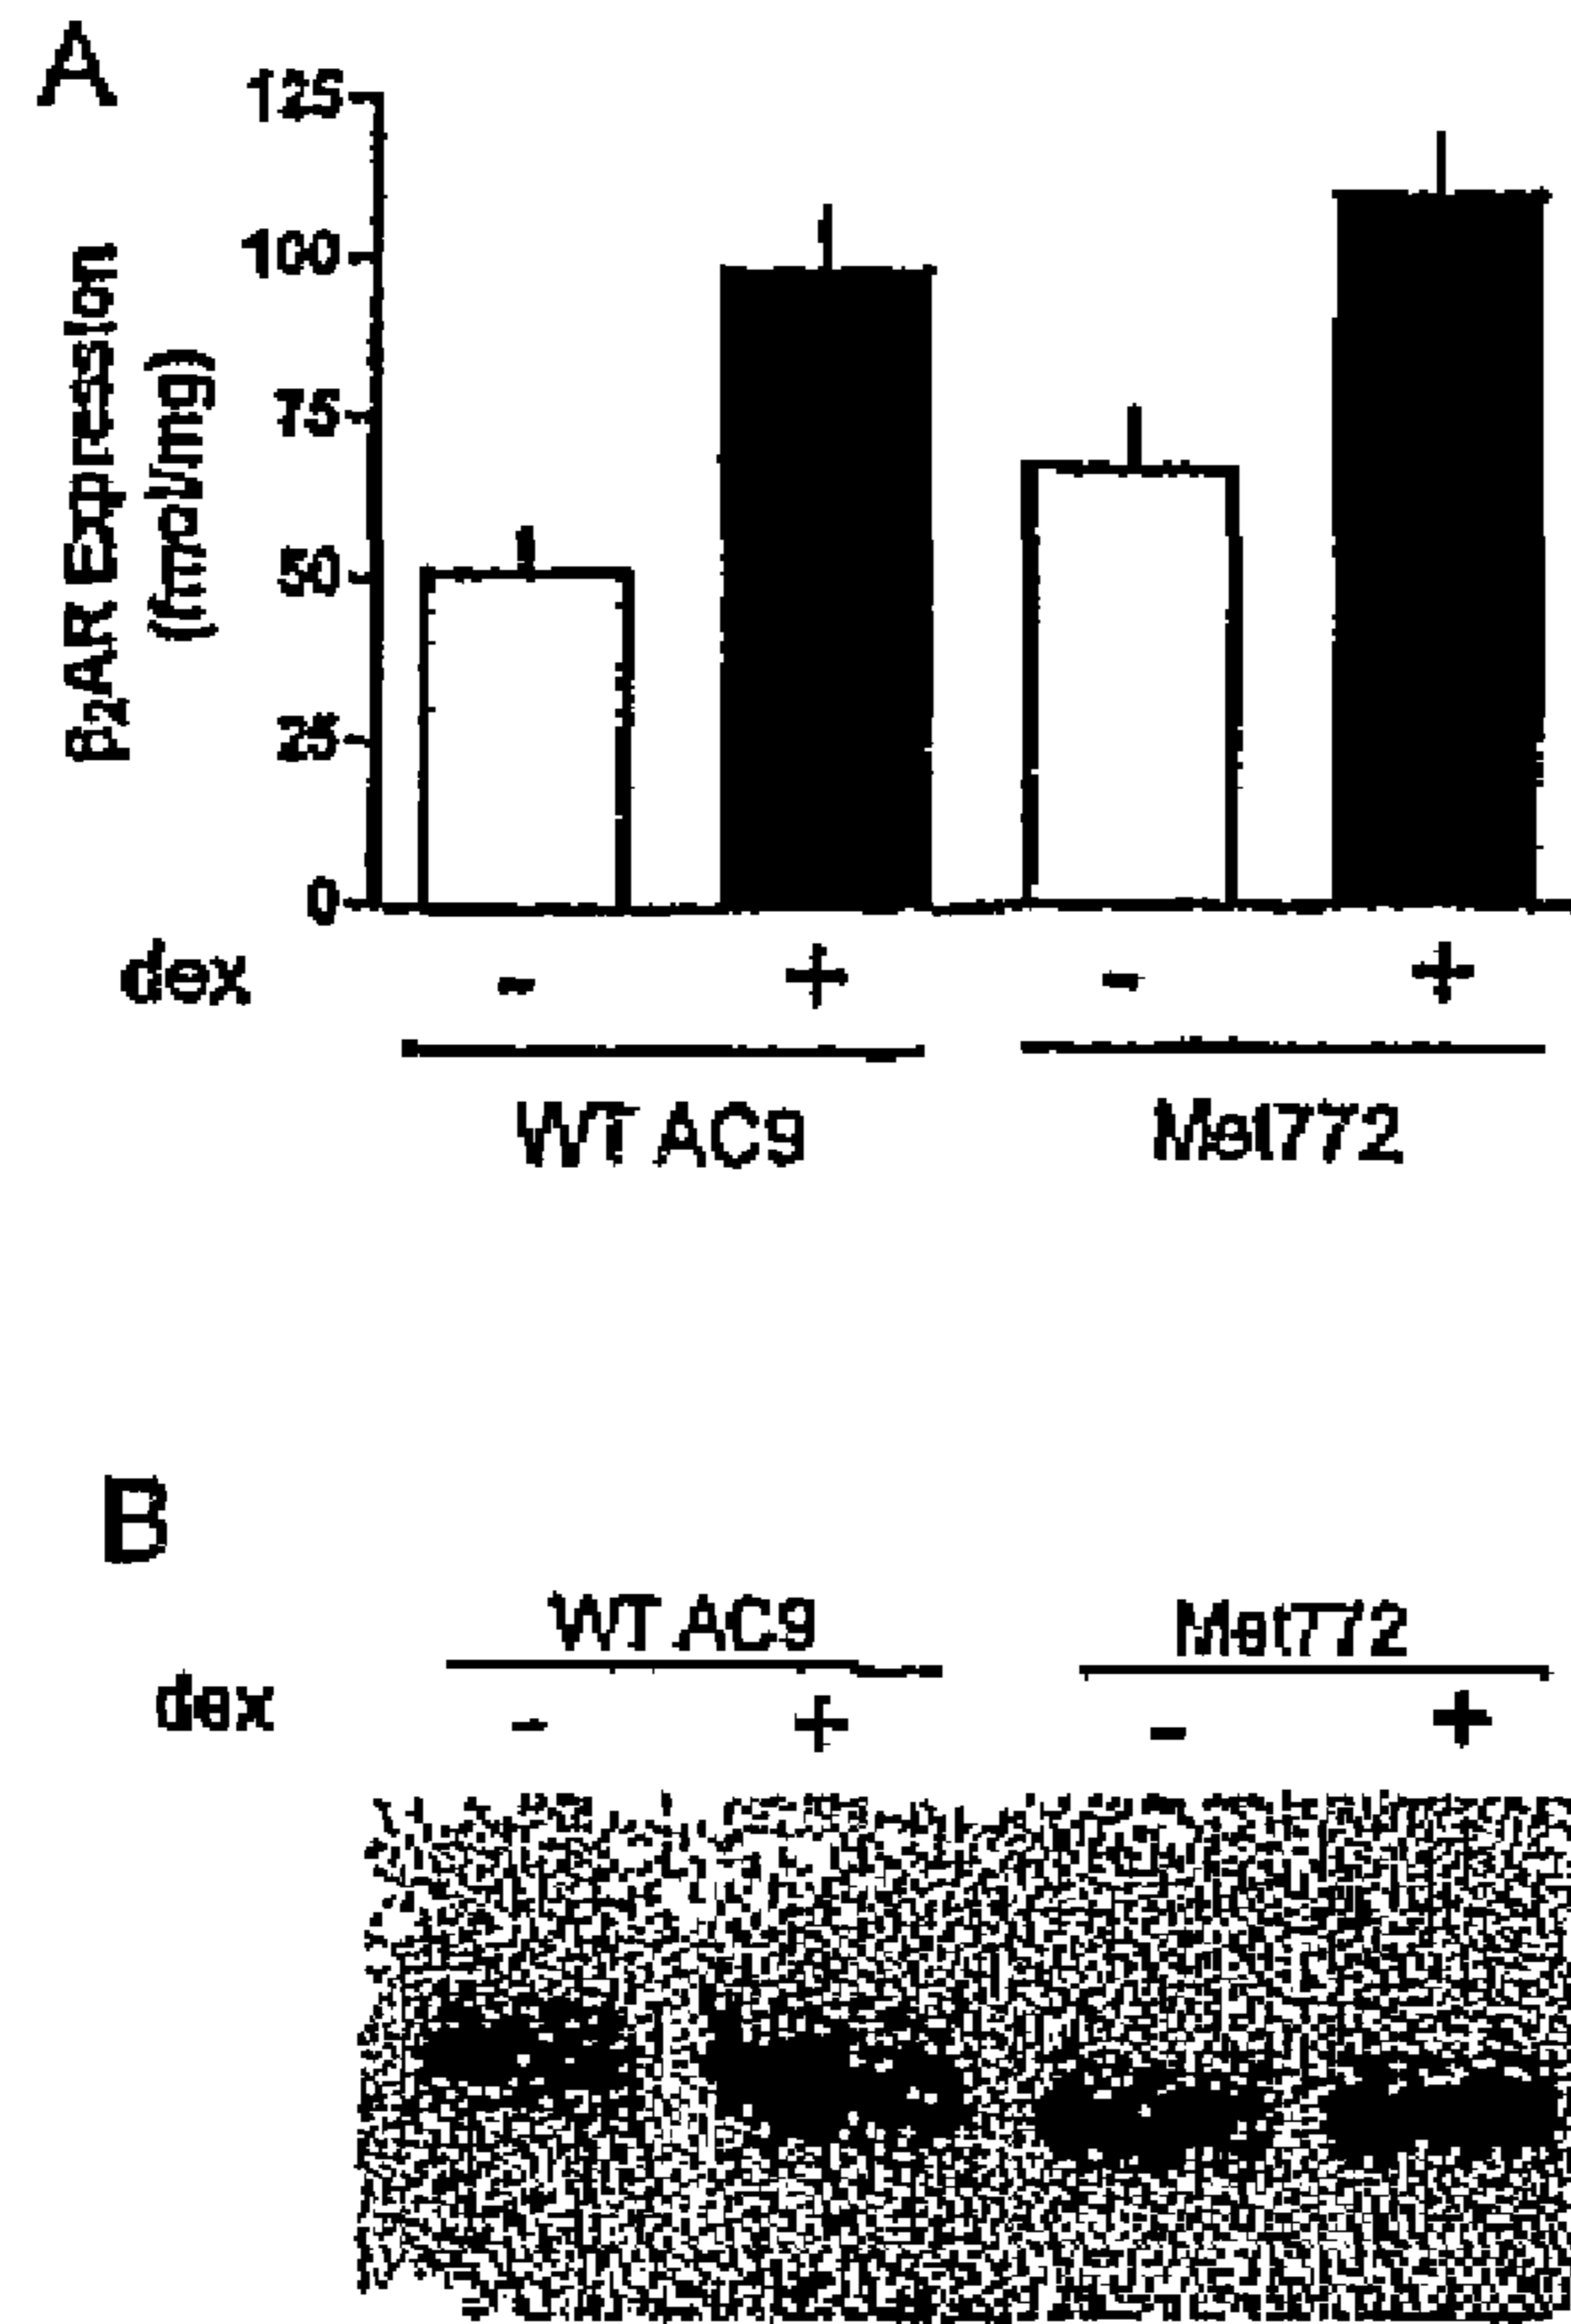 A
125
100
75
50
25
0
β2AR Expression
(fmol/mg)
dex - + - +
WT AC9 Met772
B
WT AC9 Met772
dex - + - +